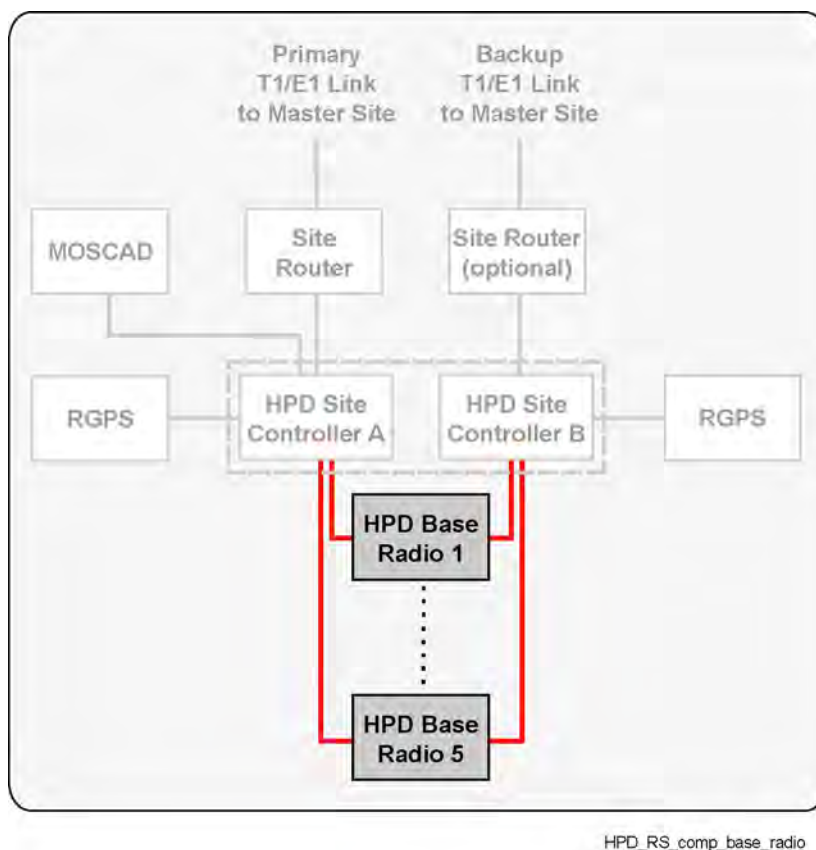 Primary
T1/E1 Link
to Master Site
Backup
T1/E1 Link
to Master Site
MOSCAD
Site
Router
Site Router
(optional)
RGPS
HPD Site
Controller A
HPD Site
Controller B
RGPS
HPD Base
Radio 1
HPD Base
Radio 5
HPD_RS_comp_base_radio